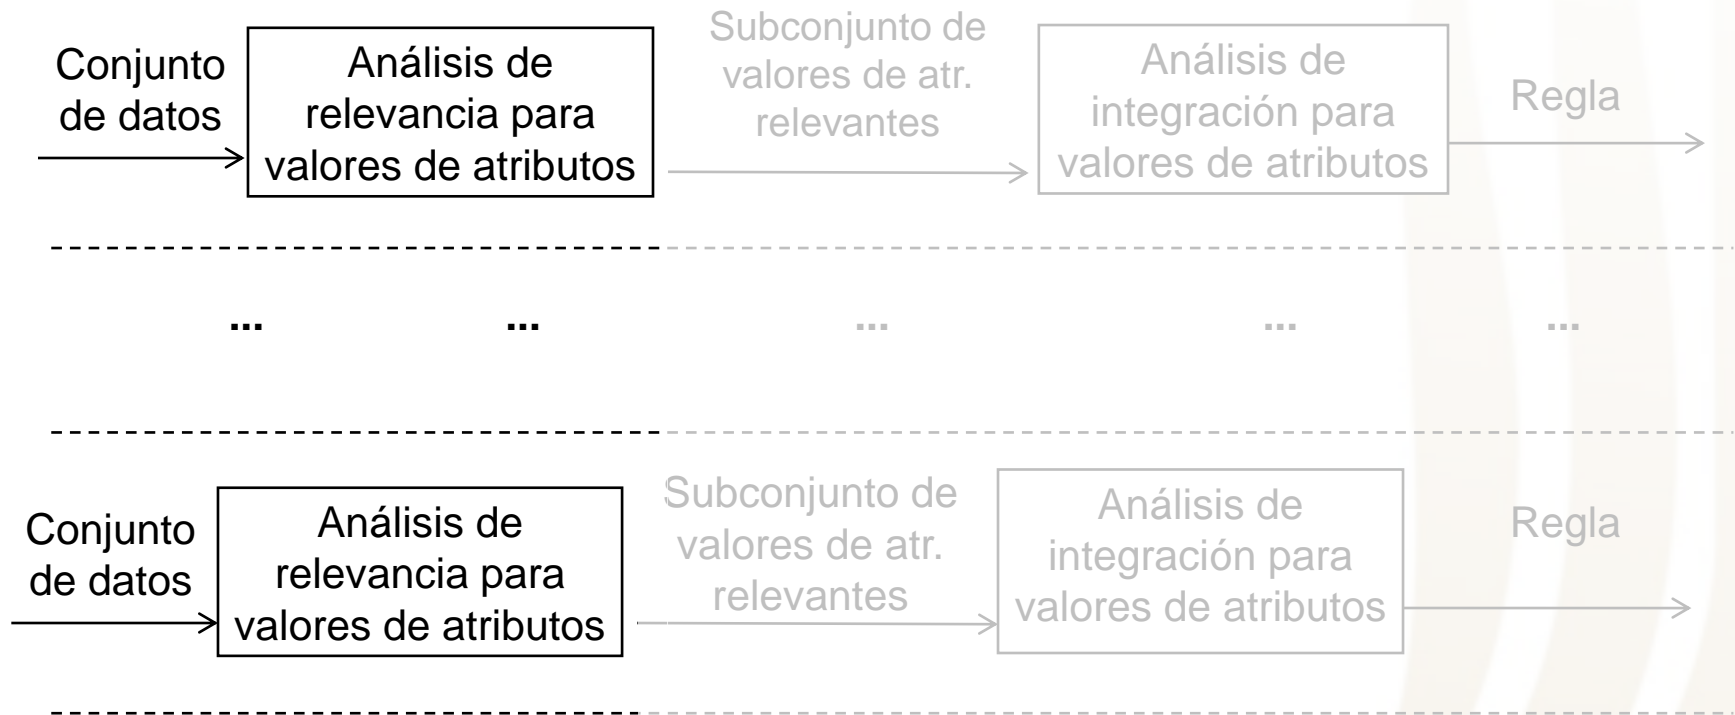 Conjunto
de datos
Análisis de
relevancia para
valores de atributos
Subconjunto de
valores de atr.
relevantes
Análisis de
integración para
valores de atributos
Regla
... ... ... ... ...
Conjunto
de datos
Análisis de
relevancia para
valores de atributos
Subconjunto de
valores de atr.
relevantes
Análisis de
integración para
valores de atributos
Regla